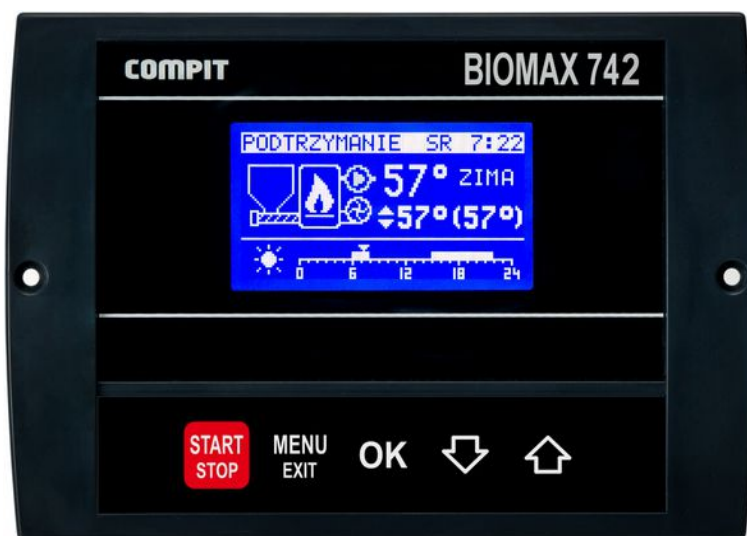 COMPIT
BIOMAX 742
PODTRZYMANIE SR 7:22
57° ZIMA
57° (57°)
0 6 12 18 24
START STOP
MENU EXIT
OK